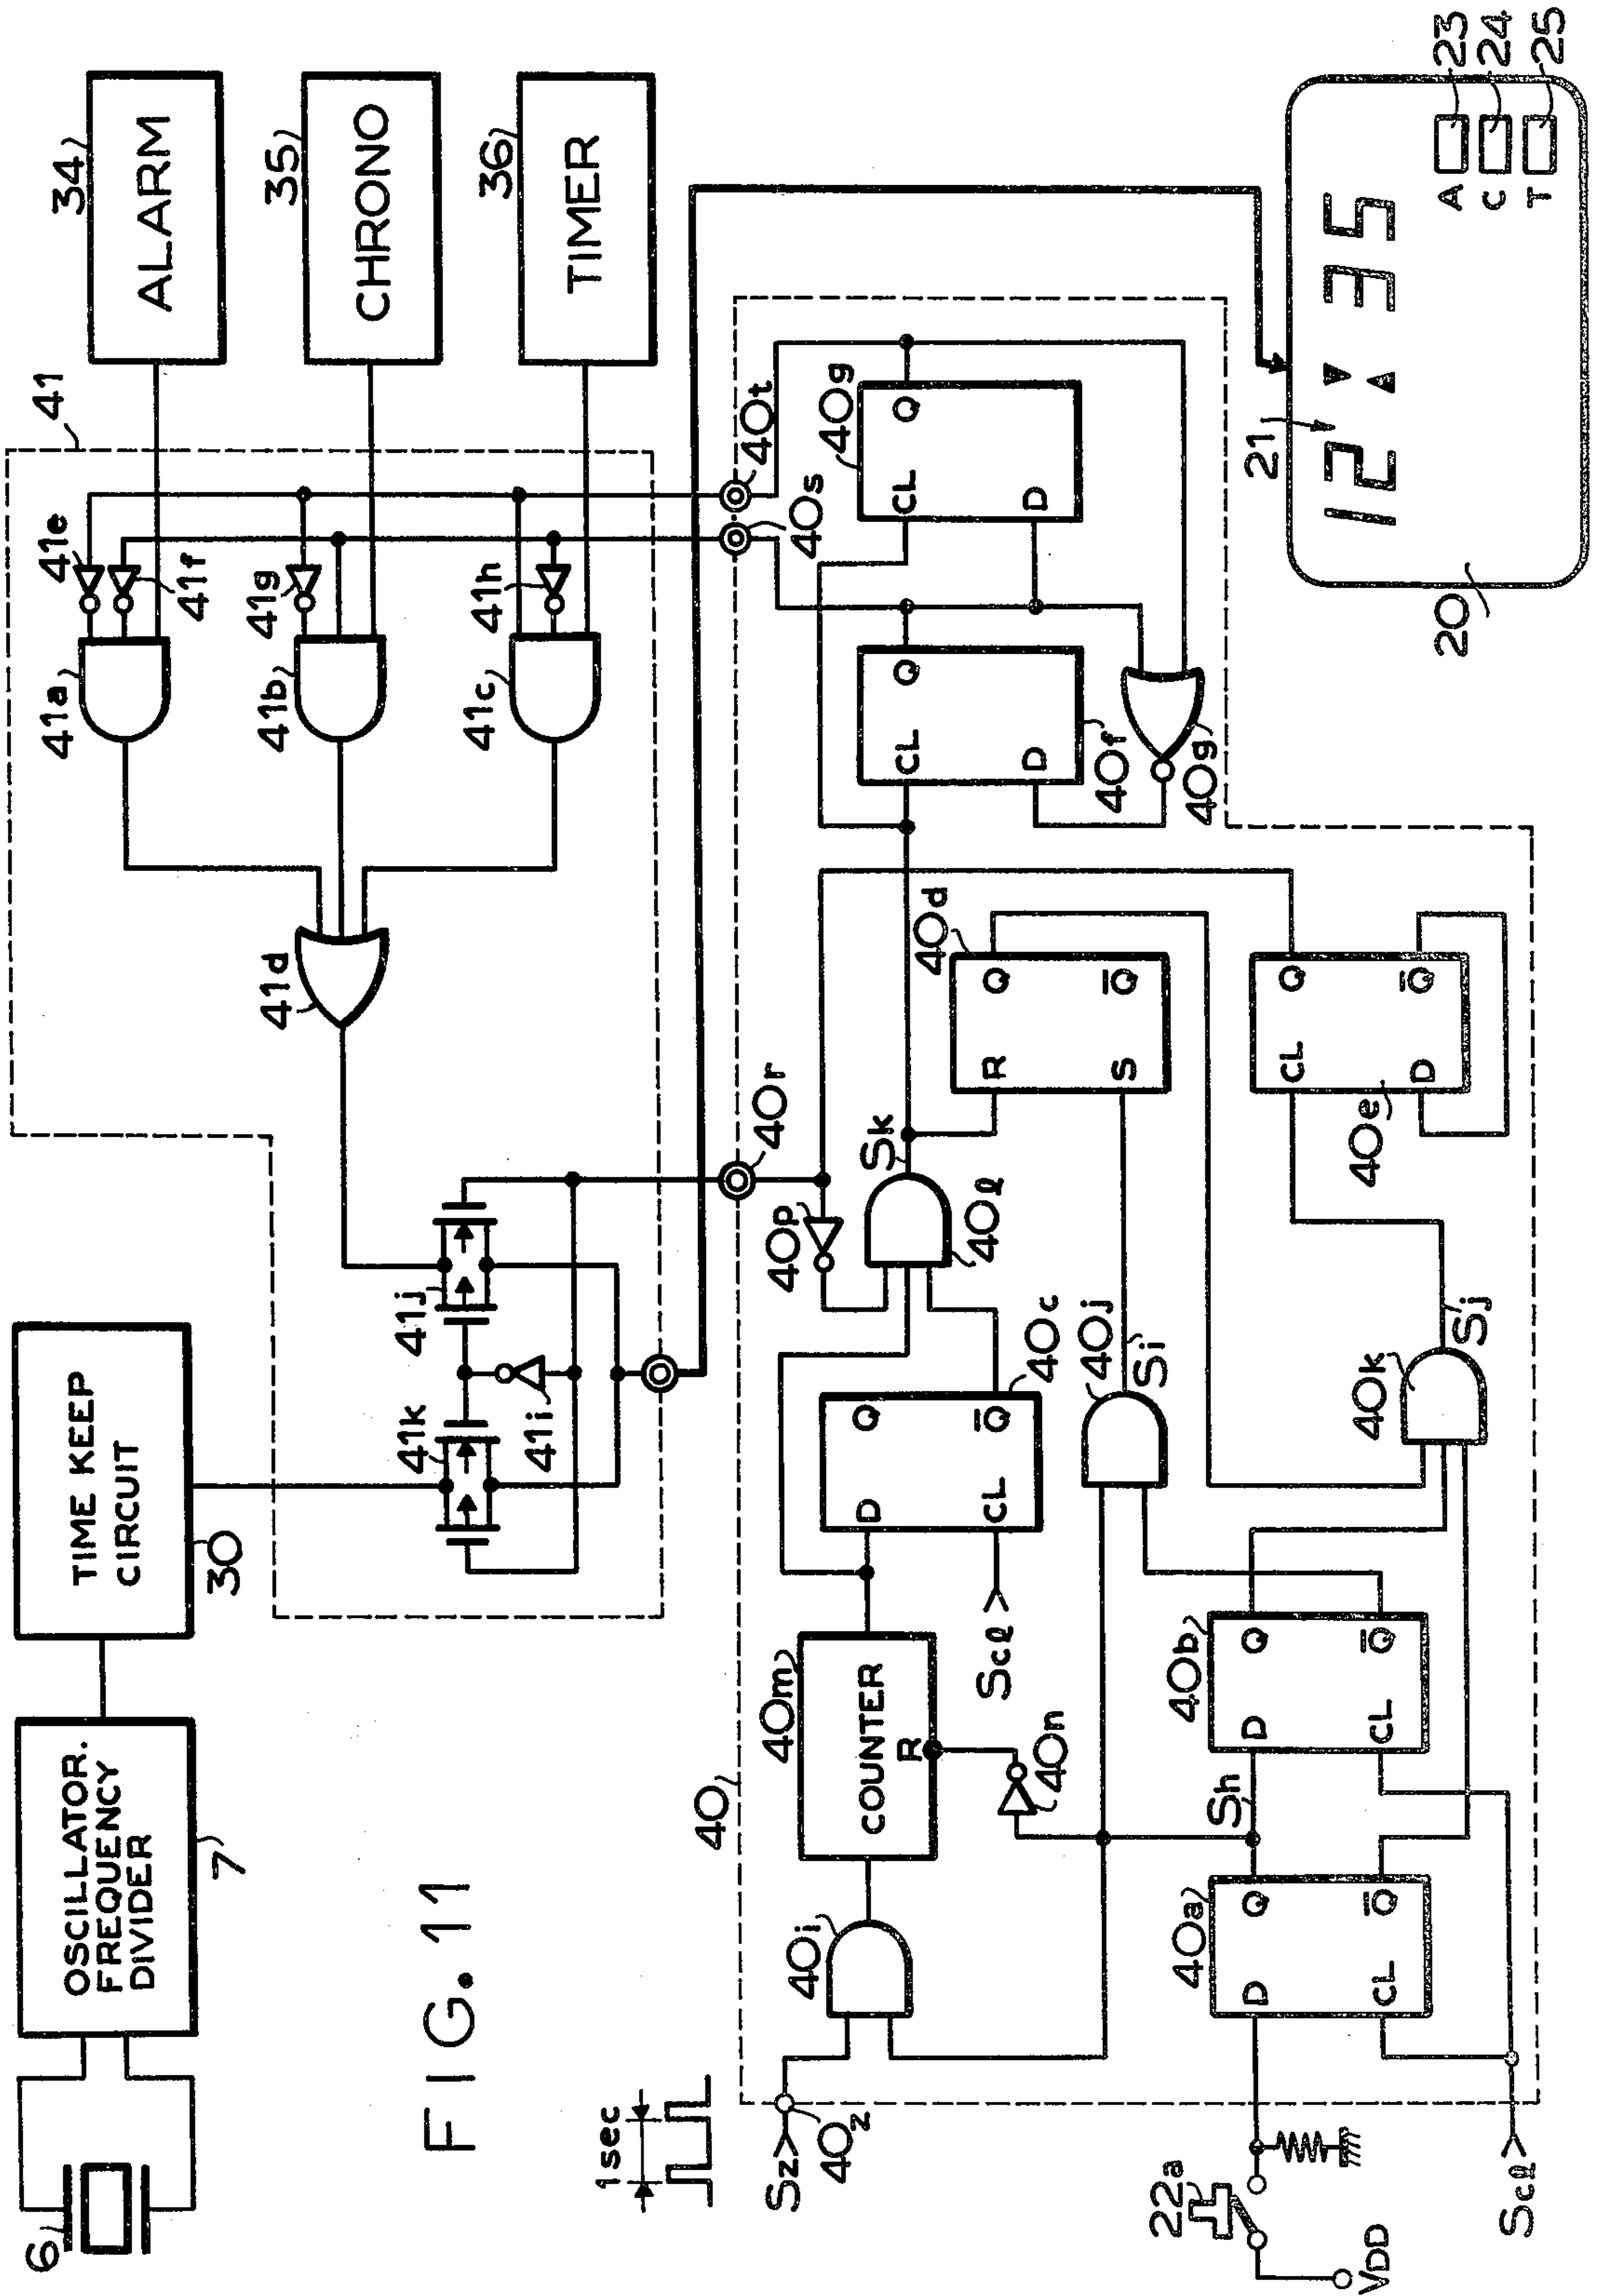 FIG. 11
6
OSCILLATOR.
FREQUENCY
DIVIDER
7
TIME KEEP
CIRCUIT
30
41
ALARM
34
CHRONO
35
TIMER
36
41a
41b
41c
41d
41e
41f
41g
41h
41i
41j
41k
1sec
Sz
40z
40
40i
COUNTER
R
40m
40n
D
Q
CL
Q̅
40c
Scl
40p
40l
Sk
40r
R
Q
S
Q̅
40d
40j
Si
22a
VDD
Scl
D
Q
CL
Q̅
40a
Sh
D
Q
CL
Q̅
40b
40k
Sj
CL
Q
D
Q̅
40e
CL
Q
D
40f
40g
CL
Q
D
40g
40s
40t
20
21
12 35
A
C
T
23
24
25